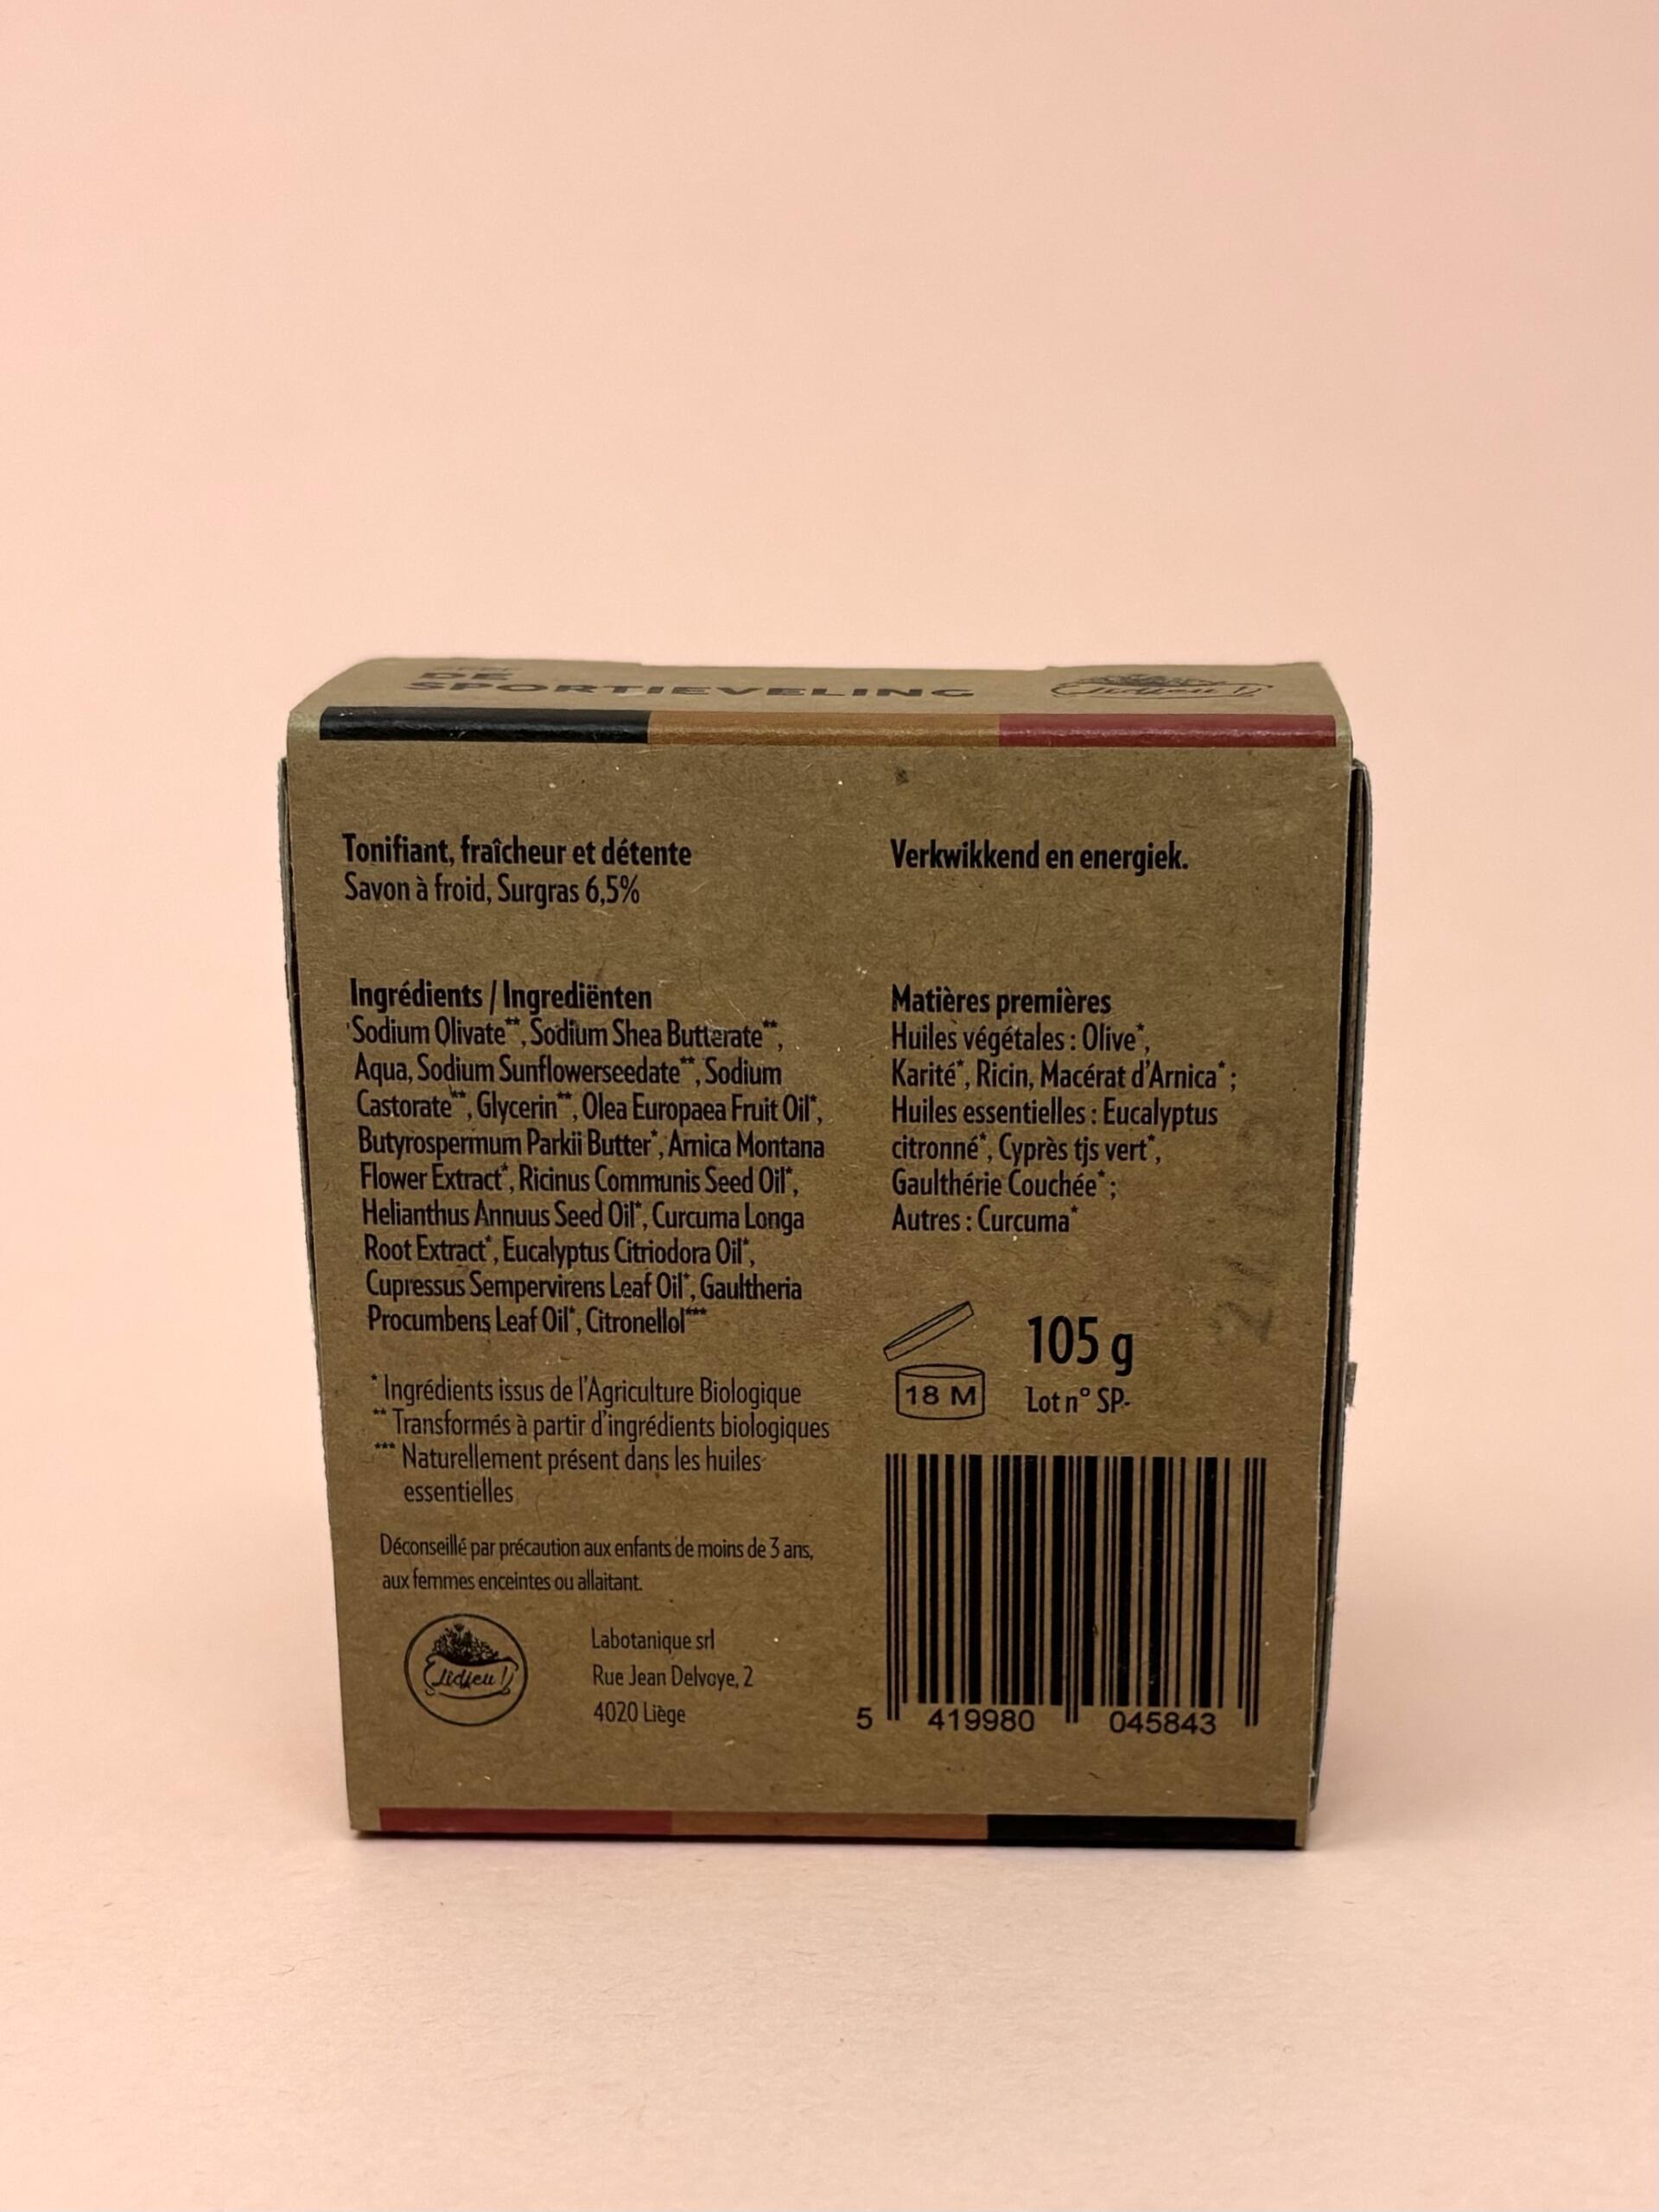 DE
SPORTIEVELING
Tonifiant, fraîcheur et détente
Savon à froid, Surgras 6,5%
Verkwikkend en energiek.
Ingrédients / Ingrediënten
Sodium Olivate**, Sodium Shea Butterate**,
Aqua, Sodium Sunflowerseedate**, Sodium
Castorate**, Glycerin**, Olea Europaea Fruit Oil*,
Butyrospermum Parkii Butter*, Arnica Montana
Flower Extract*, Ricinus Communis Seed Oil*,
Helianthus Annuus Seed Oil*, Curcuma Longa
Root Extract*, Eucalyptus Citriodora Oil*,
Cupressus Sempervirens Leaf Oil*, Gaultheria
Procumbens Leaf Oil*, Citronellol***
* Ingrédients issus de l'Agriculture Biologique
** Transformés à partir d'ingrédients biologiques
*** Naturellement présent dans les huiles
essentielles
Déconseillé par précaution aux enfants de moins de 3 ans,
aux femmes enceintes ou allaitant.
Labotanique srl
Rue Jean Delvoye, 2
4020 Liège
Matières premières
Huiles végétales : Olive*,
Karité*, Ricin, Macérat d'Arnica* ;
Huiles essentielles : Eucalyptus
citronné*, Cyprès tjs vert*,
Gaulthérie Couchée* ;
Autres : Curcuma*
18 M
105 g
Lot n° SP-
5 419980 045843